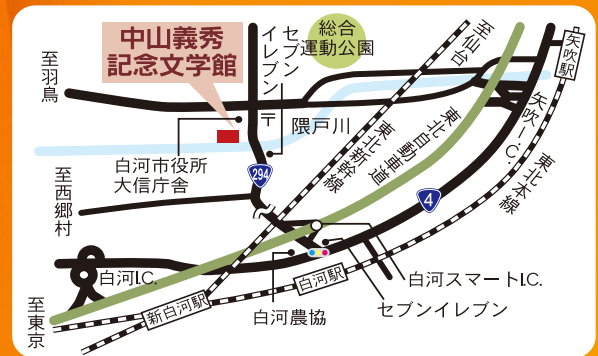 中山義秀
記念文学館
セブン
イレブン
〒
総合
運動公園
至仙台
矢吹駅
至羽鳥
隈戸川
東北新幹線
東北自動車道
矢吹I.C.
東北本線
白河市役所
大信庁舎
294
4
至西郷村
白河I.C.
白河スマートI.C.
白河駅
新白河駅
セブンイレブン
白河農協
至東京